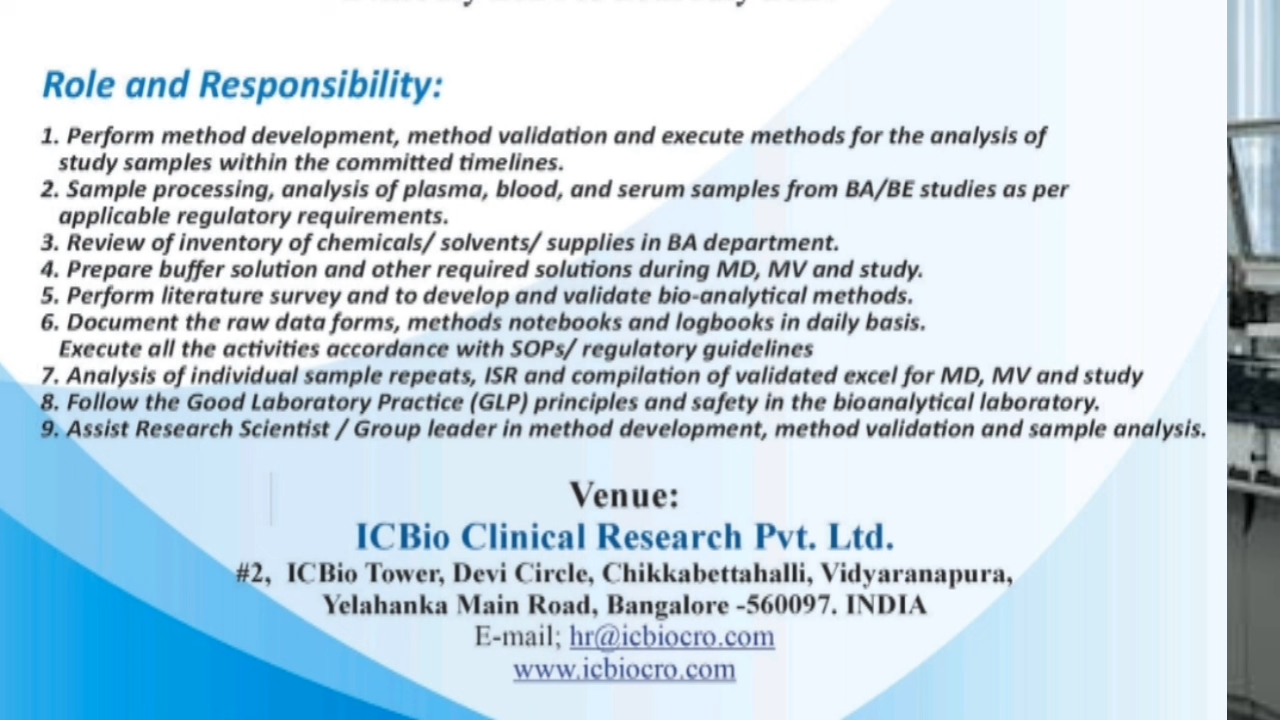 Role and Responsibility:
1. Perform method development, method validation and execute methods for the analysis of
study samples within the committed timelines.
2. Sample processing, analysis of plasma, blood, and serum samples from BA/BE studies as per
applicable regulatory requirements.
3. Review of inventory of chemicals/ solvents/ supplies in BA department.
4. Prepare buffer solution and other required solutions during MD, MV and study.
5. Perform literature survey and to develop and validate bio-analytical methods.
6. Document the raw data forms, methods notebooks and logbooks in daily basis.
Execute all the activities accordance with SOPs/ regulatory guidelines
7. Analysis of individual sample repeats, ISR and compilation of validated excel for MD, MV and study
8. Follow the Good Laboratory Practice (GLP) principles and safety in the bioanalytical laboratory.
9. Assist Research Scientist / Group leader in method development, method validation and sample analysis.
Venue:
ICBio Clinical Research Pvt. Ltd.
#2, ICBio Tower, Devi Circle, Chikkabettahalli, Vidyaranapura,
Yelahanka Main Road, Bangalore -560097. INDIA
E-mail; hr@icbiocro.com
www.icbiocro.com